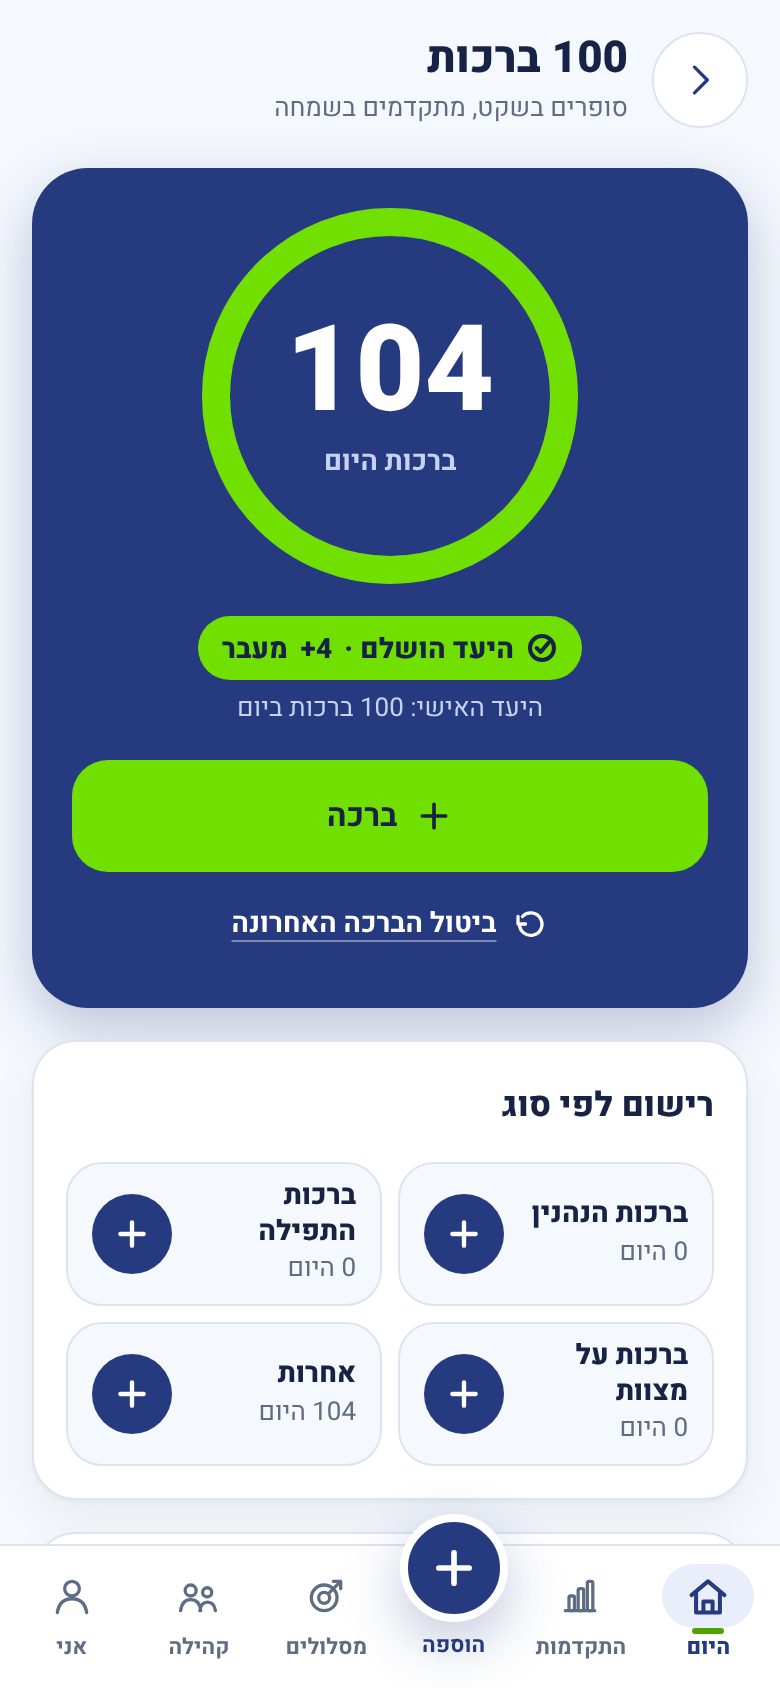 100 ברכות
סופרים בשקט, מתקדמים בשמחה
104
ברכות היום
היעד הושלם · +4 מעבר
היעד האישי: 100 ברכות ביום
ברכה
ביטול הברכה האחרונה
רישום לפי סוג
ברכות הנהנין
0 היום
ברכות
התפילה
0 היום
ברכות על
מצוות
0 היום
אחרות
104 היום
היום
התקדמות
הוספה
מסלולים
קהילה
אני